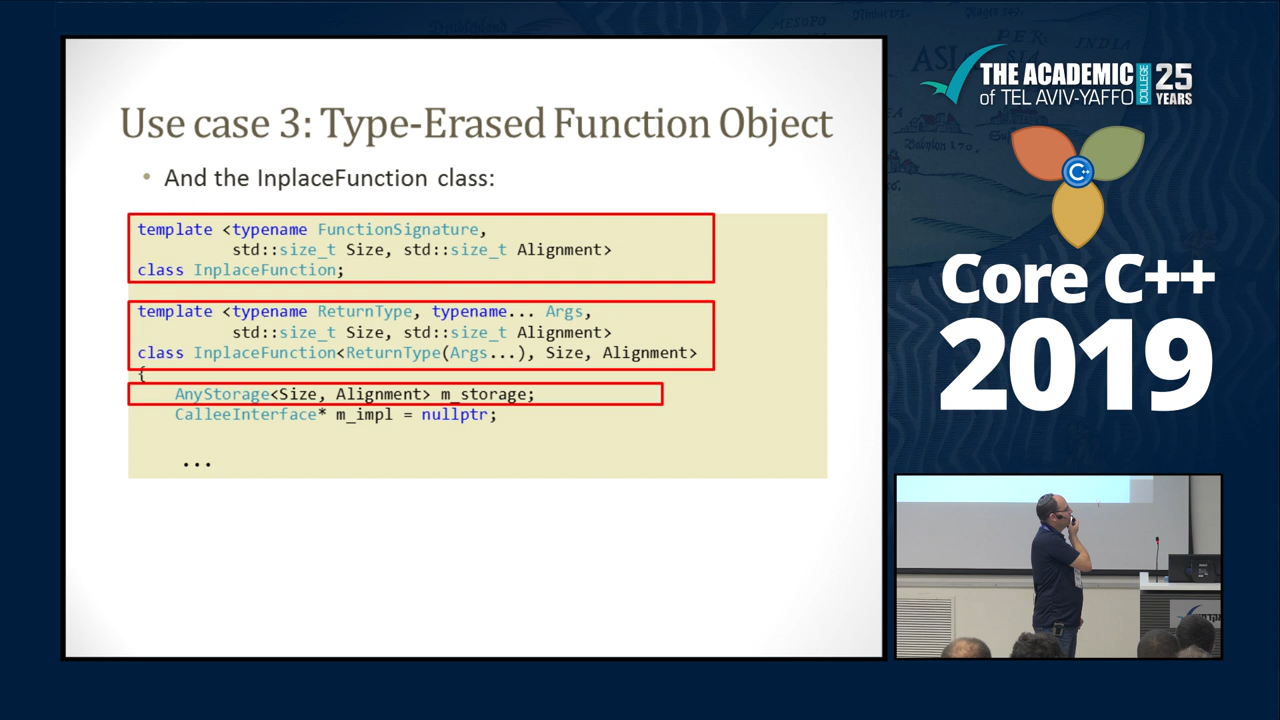 Use case 3: Type-Erased Function Object
• And the InplaceFunction class:
template <typename FunctionSignature,
std::size_t Size, std::size_t Alignment>
class InplaceFunction;
template <typename ReturnType, typename... Args,
std::size_t Size, std::size_t Alignment>
class InplaceFunction<ReturnType(Args...), Size, Alignment>
{
AnyStorage<Size, Alignment> m_storage;
CalleeInterface* m_impl = nullptr;
...
THE ACADEMIC
of TEL AVIV-YAFFO
COLLEGE
25
YEARS
C++
Core C++
2019